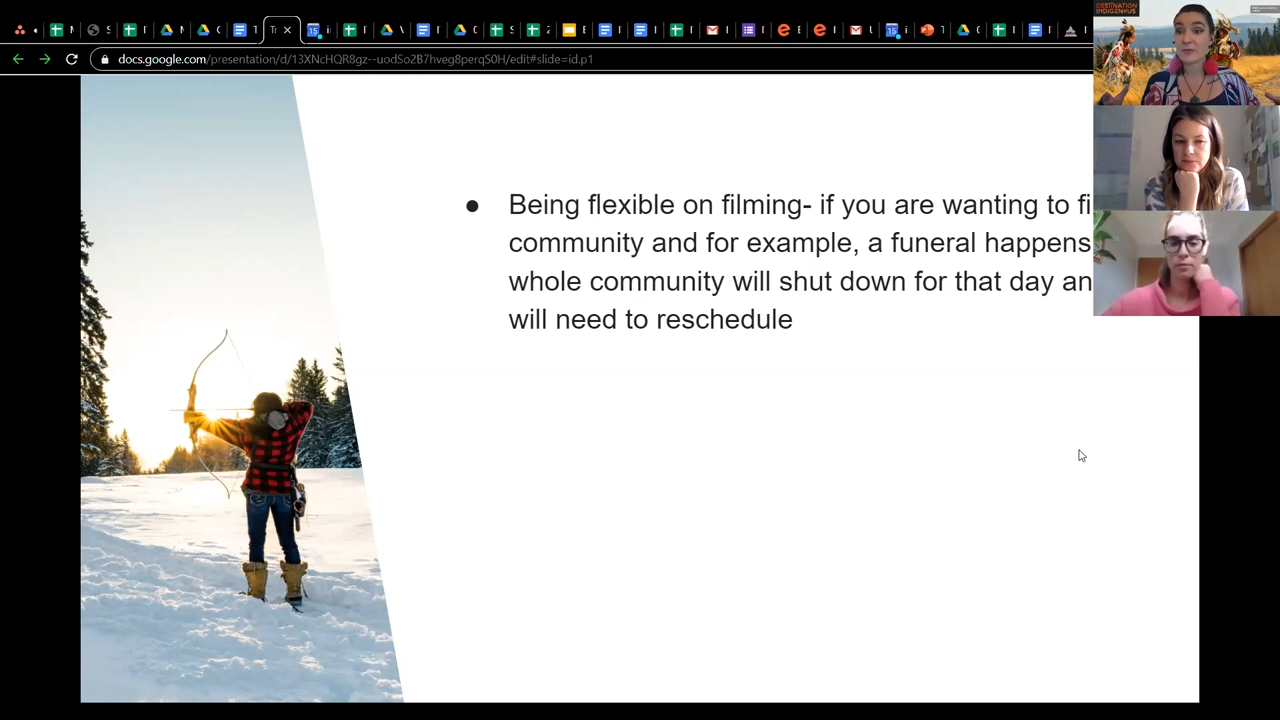 docs.google.com/presentation/d/13XNcHQR8gz--uodSo2B7hveg8perqS0H/edit#slide=id.p1
DESTINATION
INDIGENOUS
● Being flexible on filming- if you are wanting to fi
community and for example, a funeral happens
whole community will shut down for that day an
will need to reschedule